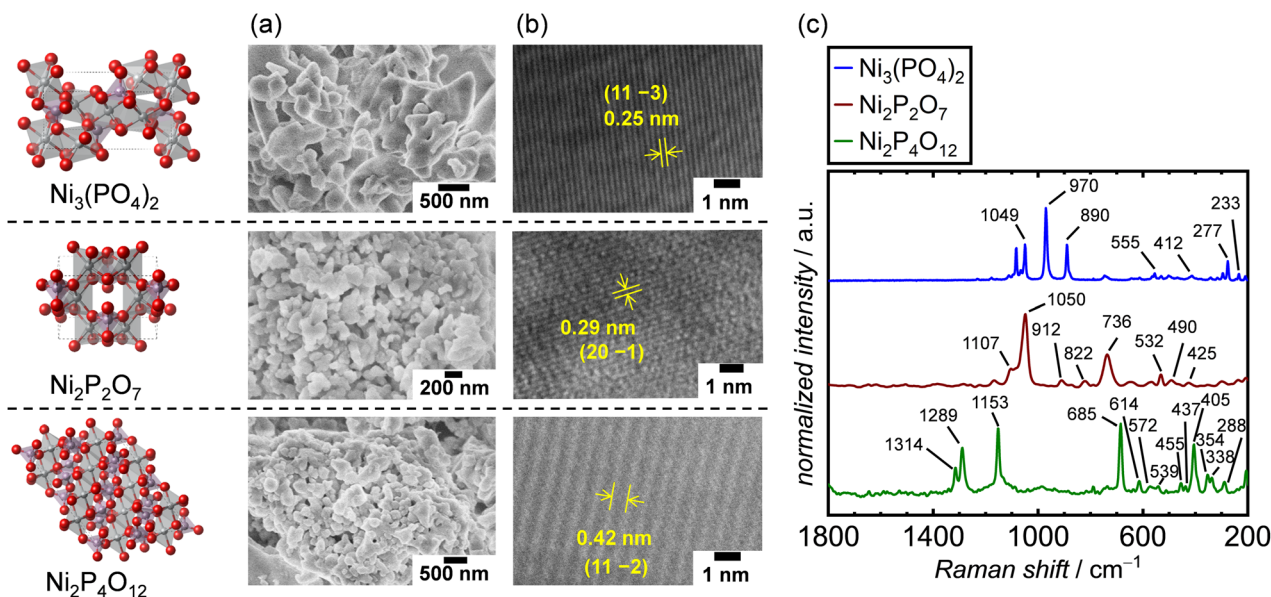 (a)
(b)
(c)
Ni₃(PO₄)₂
500 nm
(11 −3)
0.25 nm
1 nm
Ni₂P₂O₇
200 nm
0.29 nm
(20 −1)
1 nm
Ni₂P₄O₁₂
500 nm
0.42 nm
(11 −2)
1 nm
Ni₃(PO₄)₂
Ni₂P₂O₇
Ni₂P₄O₁₂
normalized intensity / a.u.
1049
970
890
555
412
277
233
1107
1050
912
822
736
532
490
425
1314
1289
1153
685
614
572
539
455
437
405
354
338
288
1800
1400
1000
600
200
Raman shift / cm⁻¹